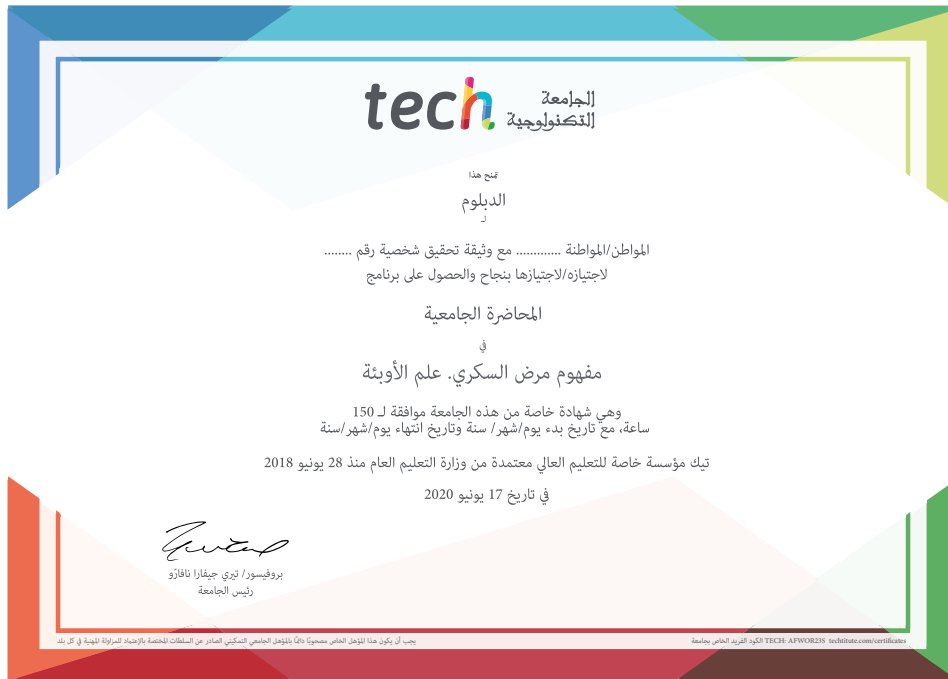 tech الجامعة
التكنولوجية
تمنح هذا
الدبلوم
لـ
المواطن/المواطنة ............. مع وثيقة تحقيق شخصية رقم ........
لاجتيازه/لاجتيازها بنجاح والحصول على برنامج
المحاضرة الجامعية
في
مفهوم مرض السكري. علم الأوبئة
وهي شهادة خاصة من هذه الجامعة موافقة لـ 150
ساعة، مع تاريخ بدء يوم/شهر/ سنة وتاريخ انتهاء يوم/شهر/سنة
تيك مؤسسة خاصة للتعليم العالي معتمدة من وزارة التعليم العام منذ 28 يونيو 2018
في تاريخ 17 يونيو 2020
بروفيسور/ تيري جيفارا نافارّو
رئيس الجامعة
يجب أن يكون هذا المؤهل الخاص مصحوبًا دائمًا بالمؤهل الجامعي التمكيني الصادر عن السلطات المختصة بالإعتماد للمزاولة المهنية في كل بلد
الكود الفريد الخاص بجامعة TECH: AFWOR23S techtitute.com/certificates